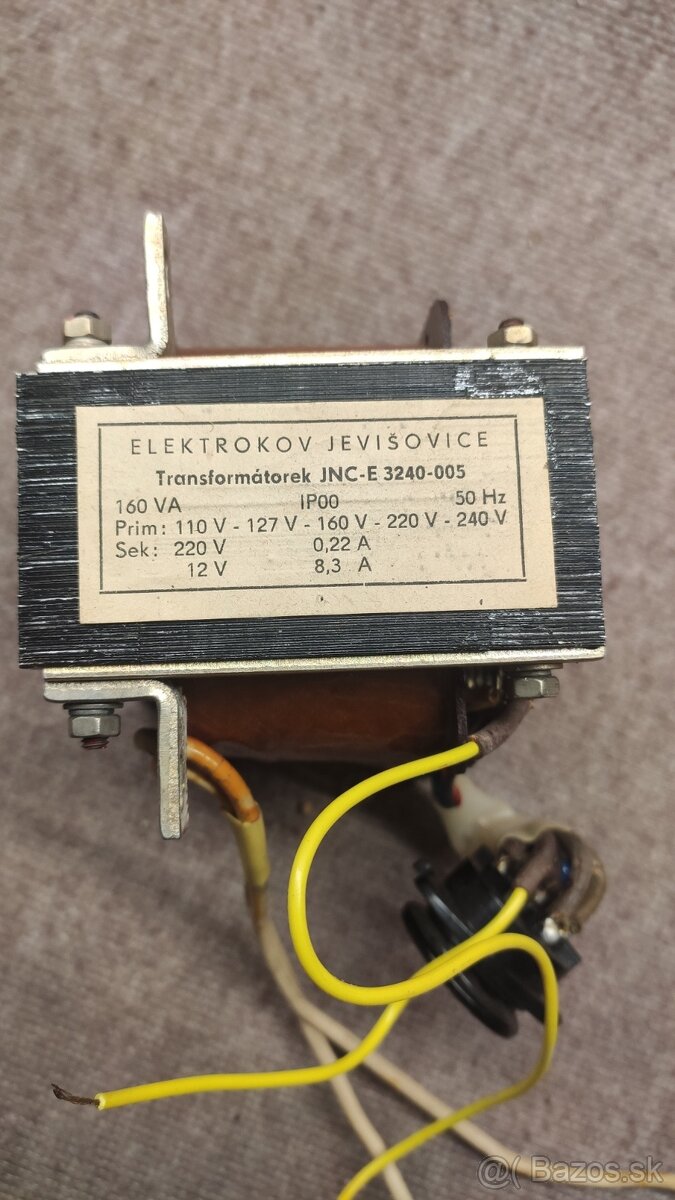 ELEKTROKOV JEVIŠOVICE
Transformátorek JNC-E 3240-005
160 VA IP00 50 Hz
Prim: 110 V - 127 V - 160 V - 220 V - 240 V
Sek: 220 V 0,22 A
12 V 8,3 A
@( Bazos.sk